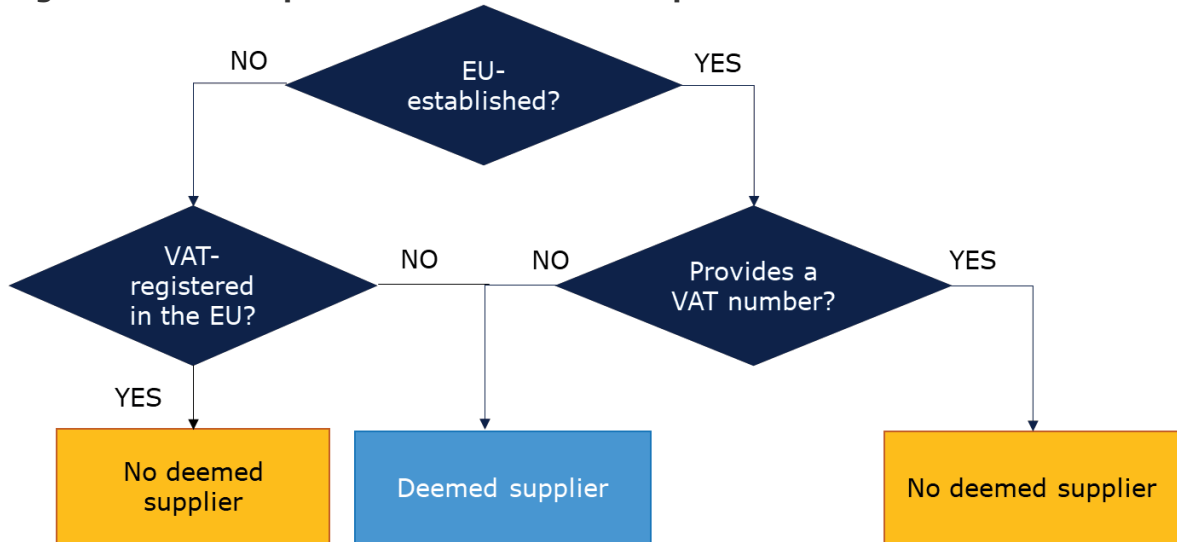 NO
EU-
established?
YES
VAT-
registered
in the EU?
NO
NO
Provides a
VAT number?
YES
YES
No deemed
supplier
Deemed supplier
No deemed supplier